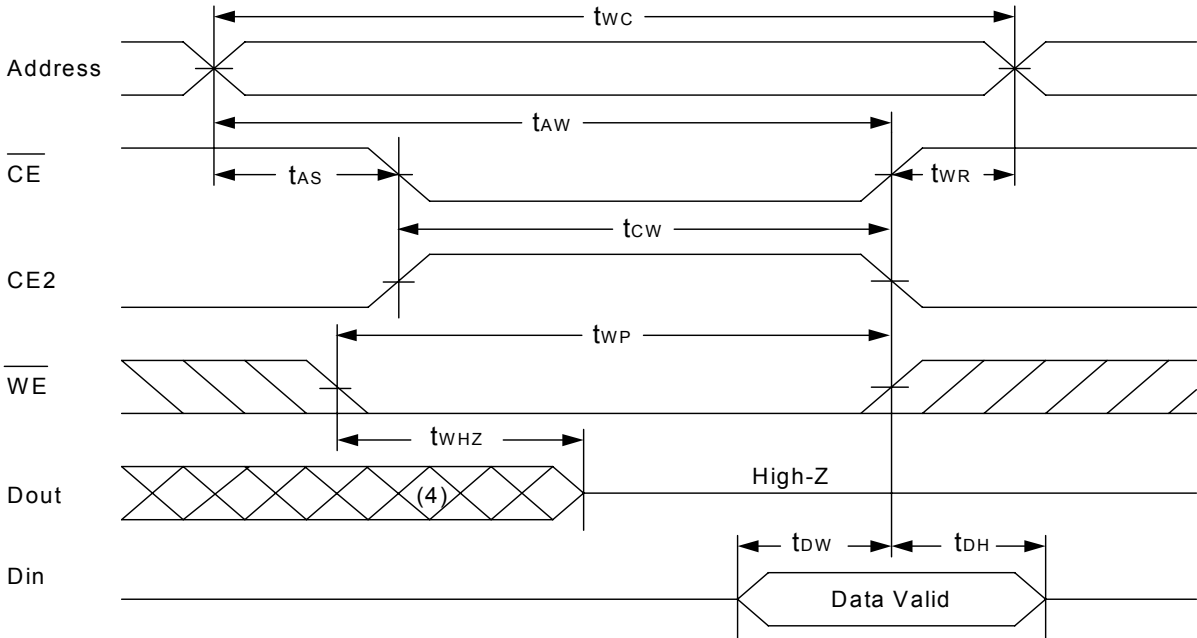 tWC
Address
tAW
CE
tAS
tWR
tCW
CE2
tWP
WE
tWHZ
High-Z
Dout
(4)
tDW
tDH
Din
Data Valid